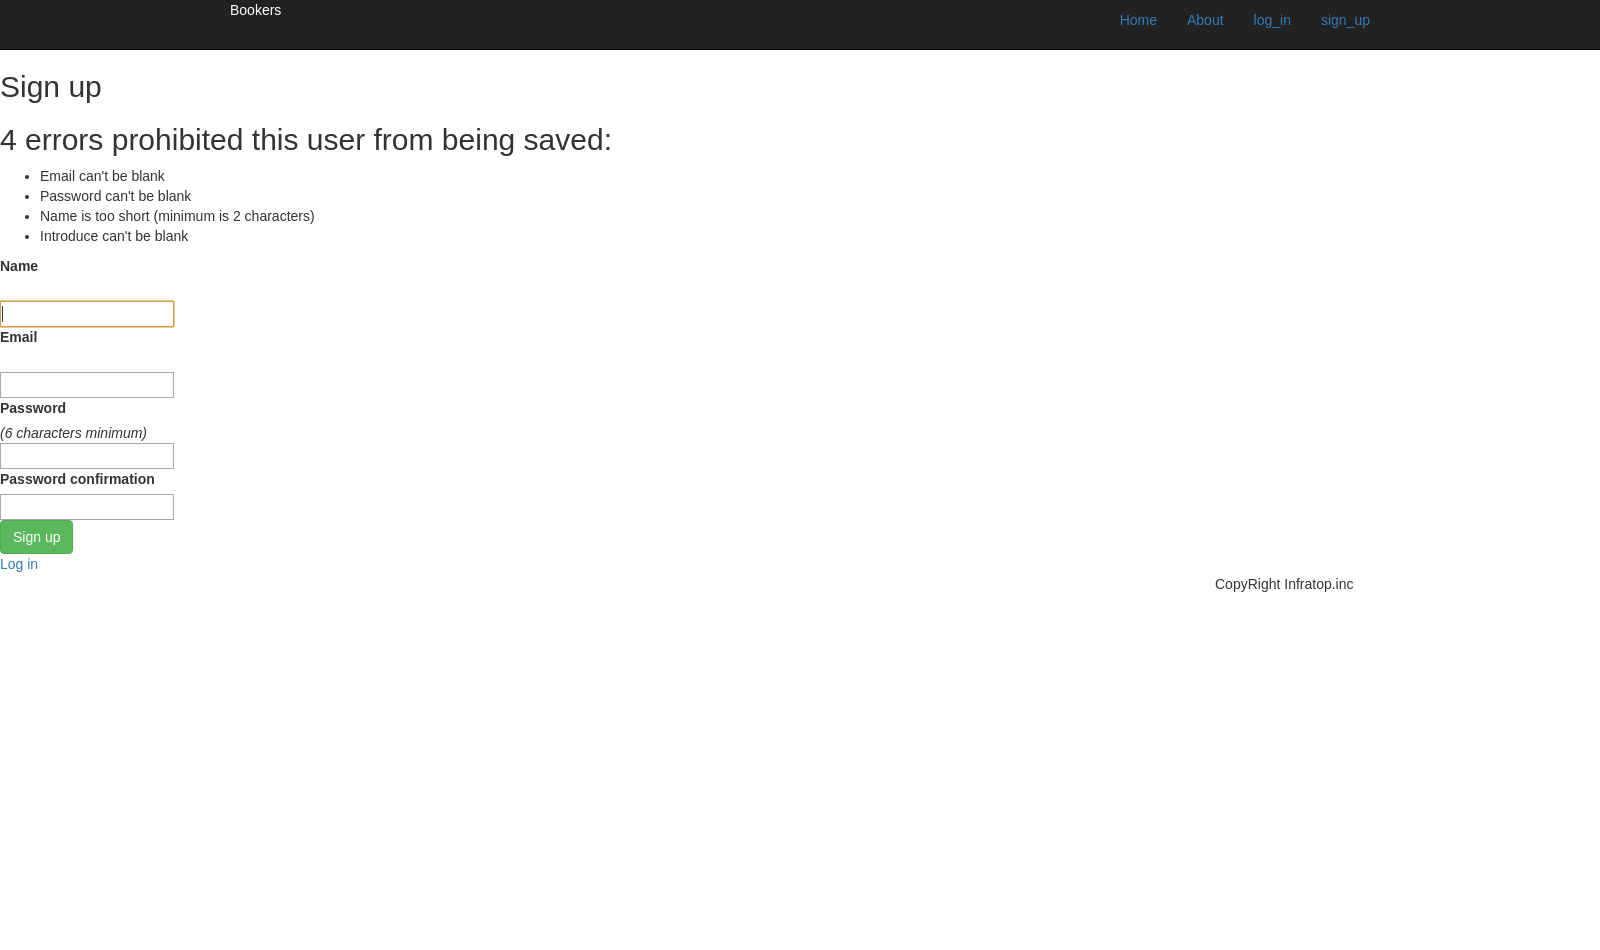 Bookers
Home About log_in sign_up
Sign up
4 errors prohibited this user from being saved:
Email can't be blank
Password can't be blank
Name is too short (minimum is 2 characters)
Introduce can't be blank
Name
Email
Password
(6 characters minimum)
Password confirmation
Sign up
Log in
CopyRight Infratop.inc